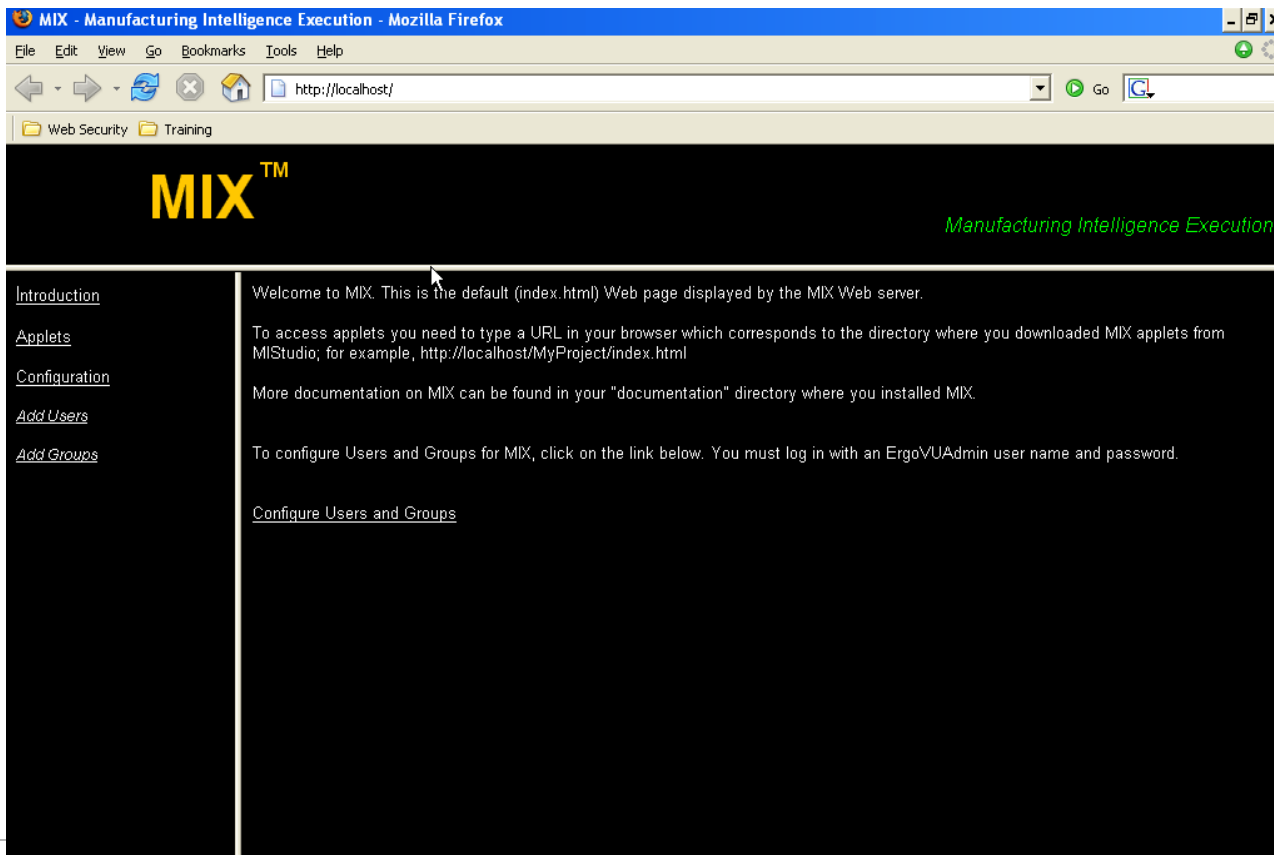 MIX - Manufacturing Intelligence Execution - Mozilla Firefox
File Edit View Go Bookmarks Tools Help
http://localhost/
Go
G
Web Security Training
MIX™
Manufacturing Intelligence Execution
Introduction
Applets
Configuration
Add Users
Add Groups
Welcome to MIX. This is the default (index.html) Web page displayed by the MIX Web server.
To access applets you need to type a URL in your browser which corresponds to the directory where you downloaded MIX applets from
MIStudio; for example, http://localhost/MyProject/index.html
More documentation on MIX can be found in your "documentation" directory where you installed MIX.
To configure Users and Groups for MIX, click on the link below. You must log in with an ErgoVUAdmin user name and password.
Configure Users and Groups